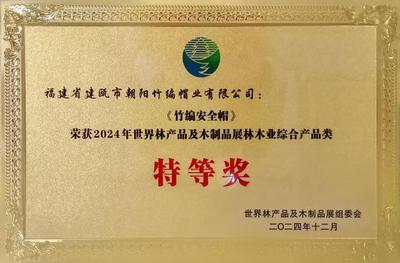 福建省建瓯市朝阳竹编帽业有限公司：
《竹编安全帽》
荣获2024年世界林产品及木制品展林木业综合产品类
特等奖
世界林产品及木制品展组委会
二〇二四年十二月